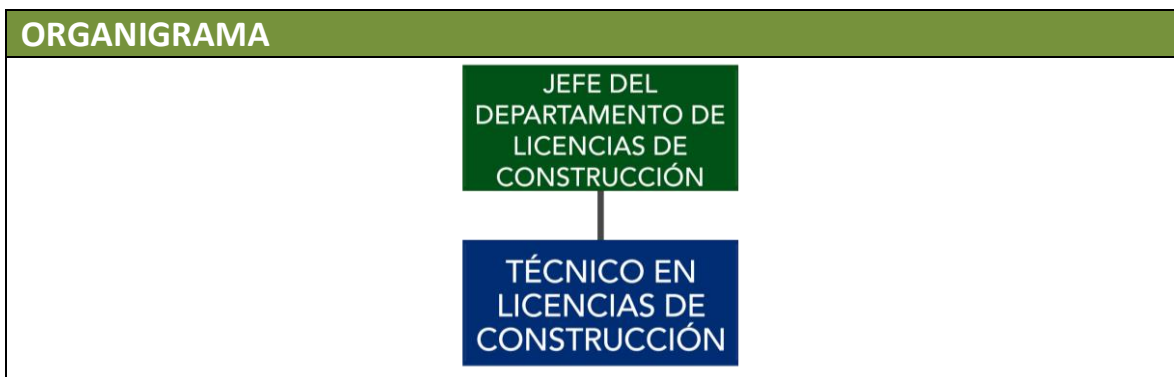 ORGANIGRAMA
JEFE DEL
DEPARTAMENTO DE
LICENCIAS DE
CONSTRUCCIÓN
TÉCNICO EN
LICENCIAS DE
CONSTRUCCIÓN